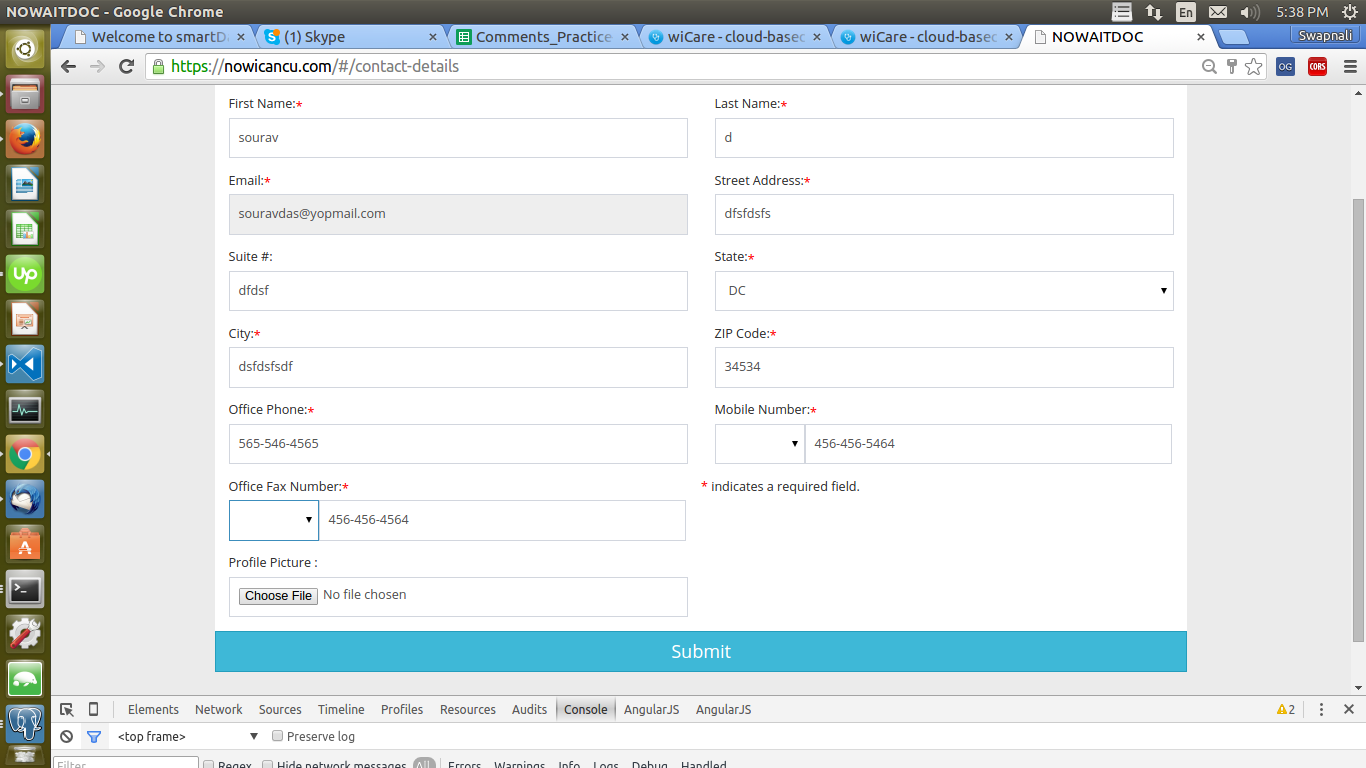 NOWAITDOC - Google Chrome
En
5:38 PM
Welcome to smartD
(1) Skype
Comments_Practice
wiCare - cloud-based
wiCare - cloud-based
NOWAITDOC
Swapnali
https://nowicancu.com/#/contact-details
OG
CORS
First Name:*
Last Name:*
sourav
d
Email:*
Street Address:*
souravdas@yopmail.com
dfsfdsfs
Suite #:
State:*
dfdsf
DC
City:*
ZIP Code:*
dsfdsfsdf
34534
Office Phone:*
Mobile Number:*
565-546-4565
456-456-5464
Office Fax Number:*
* indicates a required field.
456-456-4564
Profile Picture :
Choose File No file chosen
Submit
Up
Elements Network Sources Timeline Profiles Resources Audits Console AngularJS AngularJS
2
<top frame>
Preserve log
Filter
Regex
Hide network messages
All
Errors Warnings Info Logs Debug Handled